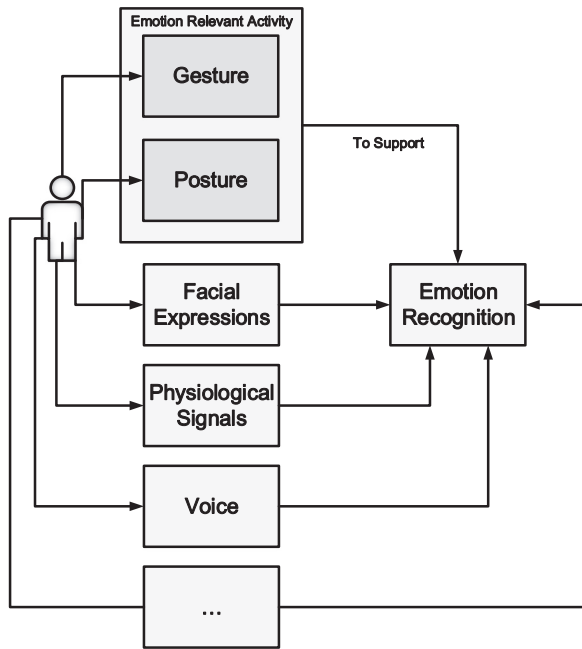 Emotion Relevant Activity
Gesture
To Support
Posture
Facial
Expressions
Emotion
Recognition
Physiological
Signals
Voice
...